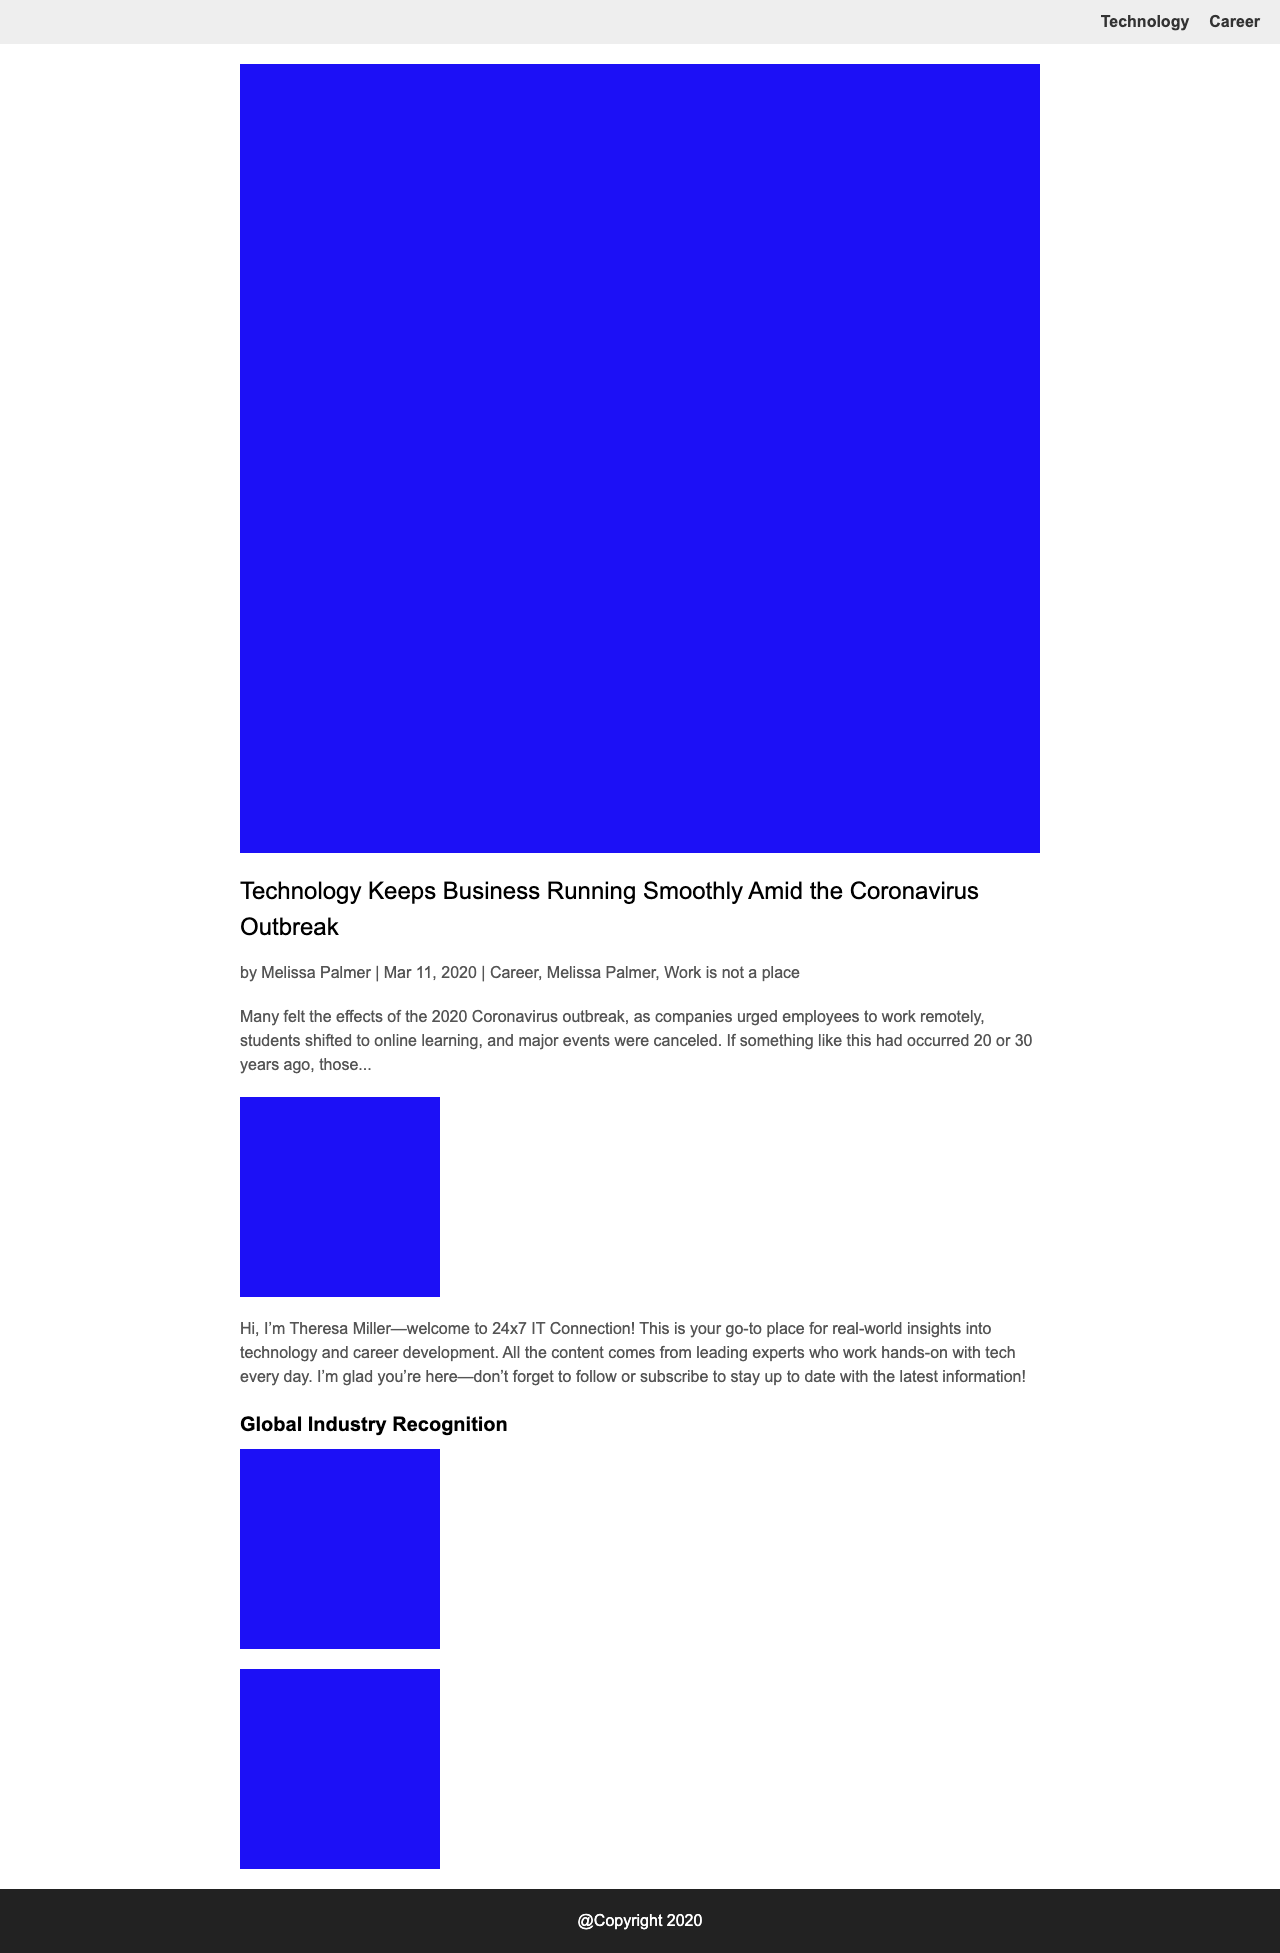 Technology Career
Technology Keeps Business Running Smoothly Amid the Coronavirus
Outbreak
by Melissa Palmer | Mar 11, 2020 | Career, Melissa Palmer, Work is not a place
Many felt the effects of the 2020 Coronavirus outbreak, as companies urged employees to work remotely,
students shifted to online learning, and major events were canceled. If something like this had occurred 20 or 30
years ago, those...
Hi, I’m Theresa Miller—welcome to 24x7 IT Connection! This is your go-to place for real-world insights into
technology and career development. All the content comes from leading experts who work hands-on with tech
every day. I’m glad you’re here—don’t forget to follow or subscribe to stay up to date with the latest information!
Global Industry Recognition
@Copyright 2020